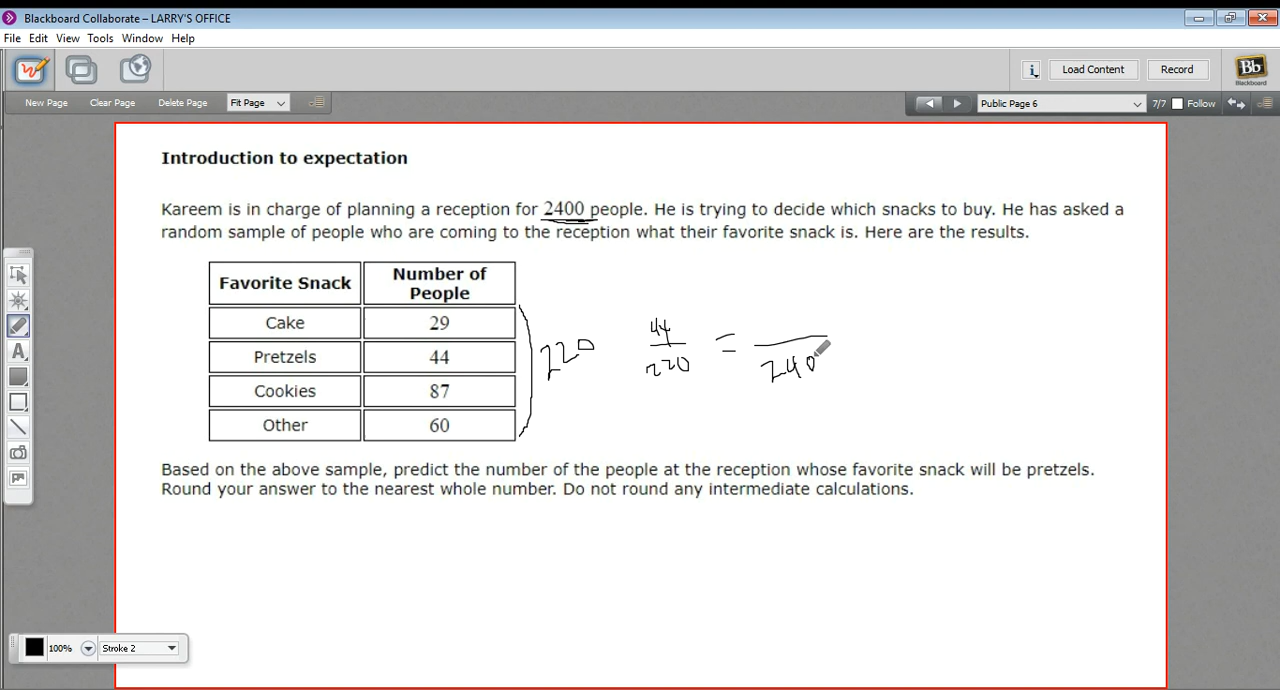 Blackboard Collaborate – LARRY'S OFFICE
File Edit View Tools Window Help
i Load Content Record Bb
Blackboard
New Page Clear Page Delete Page Fit Page Public Page 6 7/7 Follow
Introduction to expectation
Kareem is in charge of planning a reception for 2400 people. He is trying to decide which snacks to buy. He has asked a
random sample of people who are coming to the reception what their favorite snack is. Here are the results.
Favorite Snack Number of People
Cake 29
Pretzels 44
Cookies 87
Other 60
220
44
220
=
240
Based on the above sample, predict the number of the people at the reception whose favorite snack will be pretzels.
Round your answer to the nearest whole number. Do not round any intermediate calculations.
A
100% Stroke 2